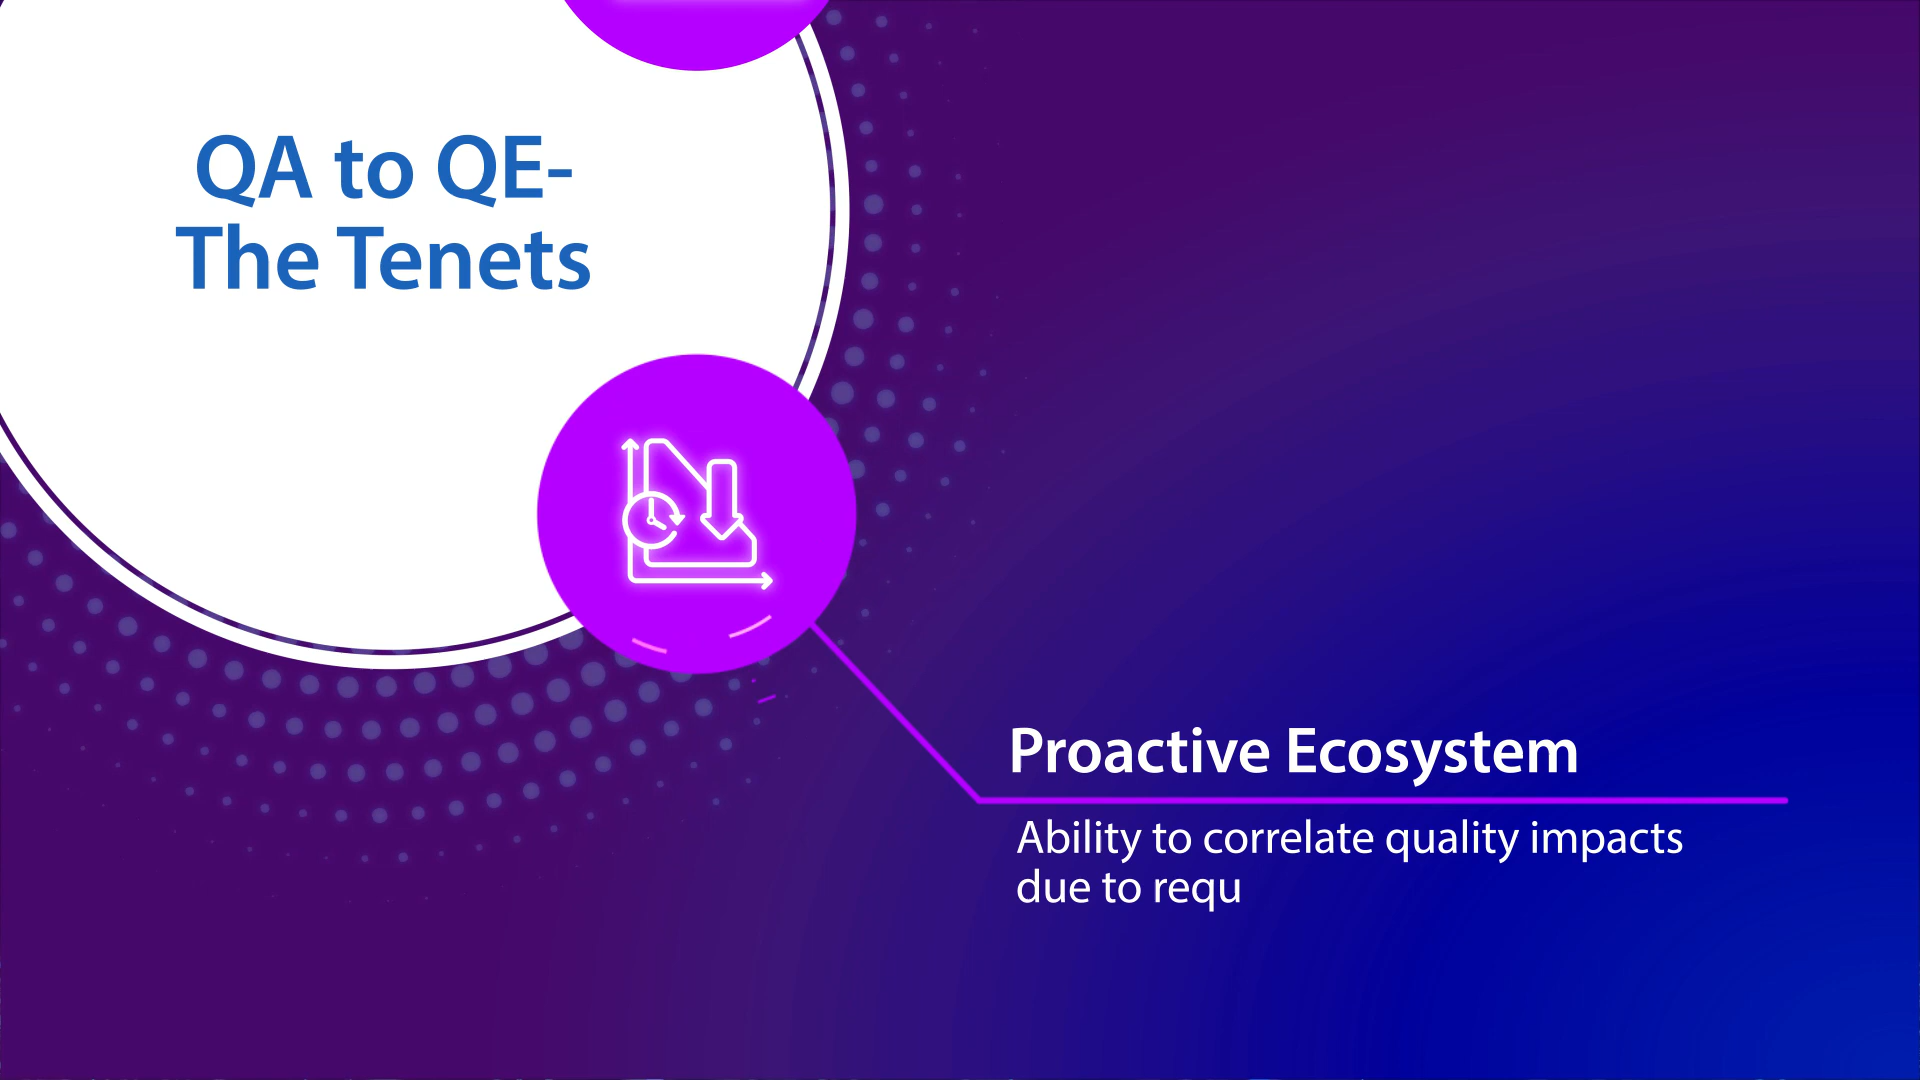 QA to QE-
The Tenets
Proactive Ecosystem
Ability to correlate quality impacts
due to requ